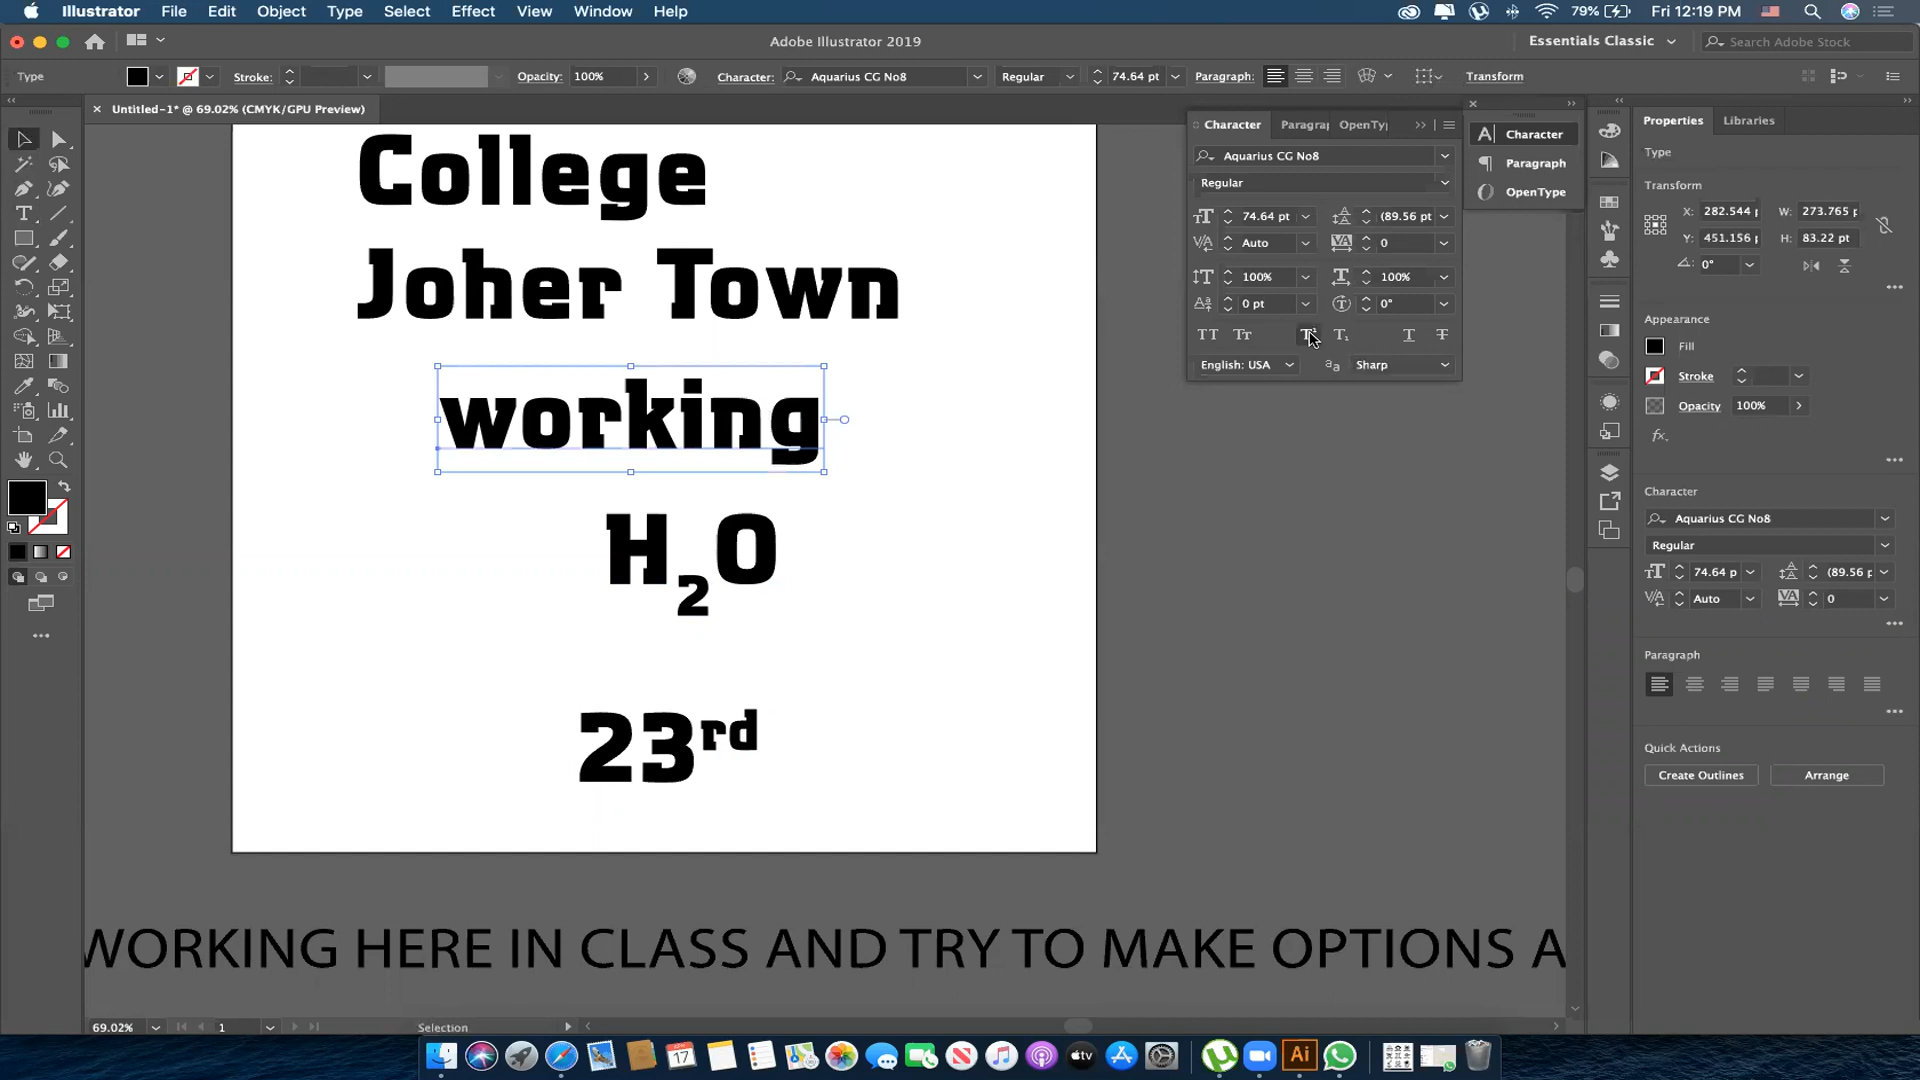 Illustrator File Edit Object Type Select Effect View Window Help 79% Fri 12:19 PM
Adobe Illustrator 2019 Essentials Classic Search Adobe Stock
Type Stroke: Opacity: 100% Character: Aquarius CG No8 Regular 74.64 pt Paragraph: Transform
Untitled-1* @ 69.02% (CMYK/GPU Preview)
College
Joher Town
working
H2O
23rd
WORKING HERE IN CLASS AND TRY TO MAKE OPTIONS A
Character Paragra OpenTy
Aquarius CG No8
Regular
74.64 pt (89.56 pt
Auto 0
100% 100%
0 pt 0°
English: USA Sharp
Character
Paragraph
OpenType
Properties Libraries
Type
Transform
X: 282.544 W: 273.765 p
Y: 451.156 H: 83.22 pt
0°
Appearance
Fill
Stroke
Opacity 100%
fx
Character
Aquarius CG No8
Regular
74.64 p (89.56 p
Auto 0
Paragraph
Quick Actions
Create Outlines Arrange
69.02% 1 Selection
17 tv Ai